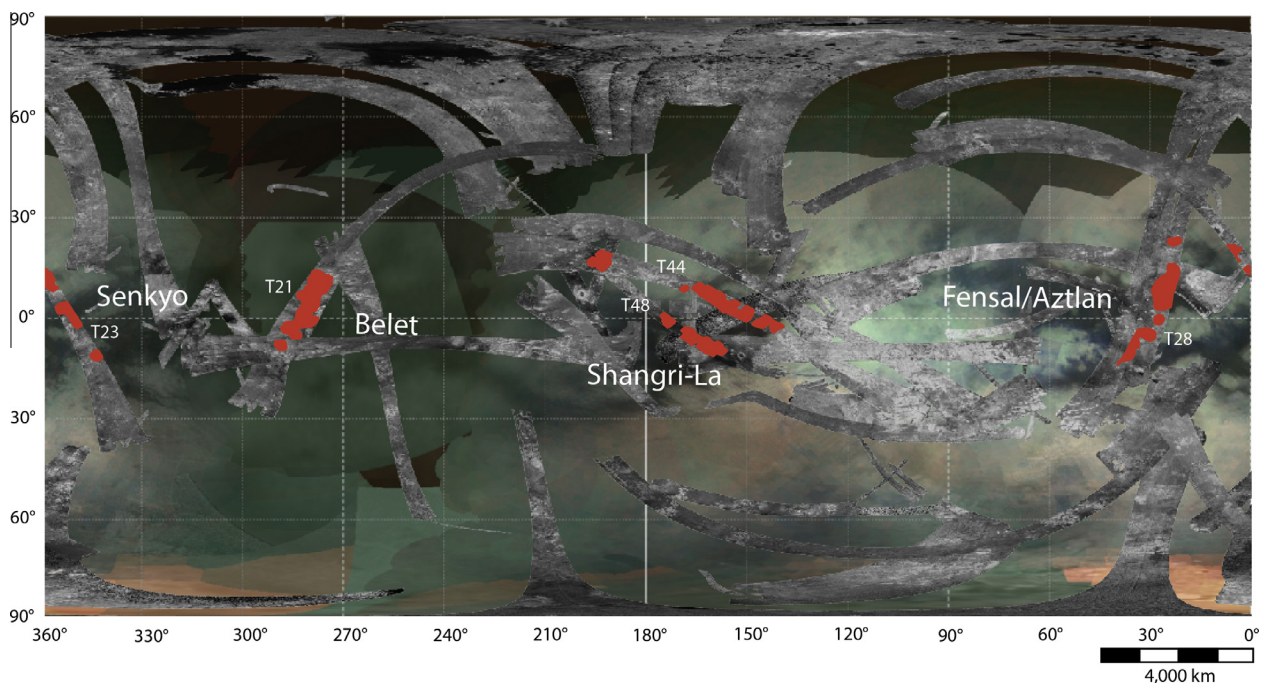 90°
60°
30°
T44
T21
Senkyo
Fensal/Aztlan
T48
0°
Belet
T23
T28
Shangri-La
30°
60°
90°
360° 330° 300° 270° 240° 210° 180° 150° 120° 90° 60° 30° 0°
4,000 km